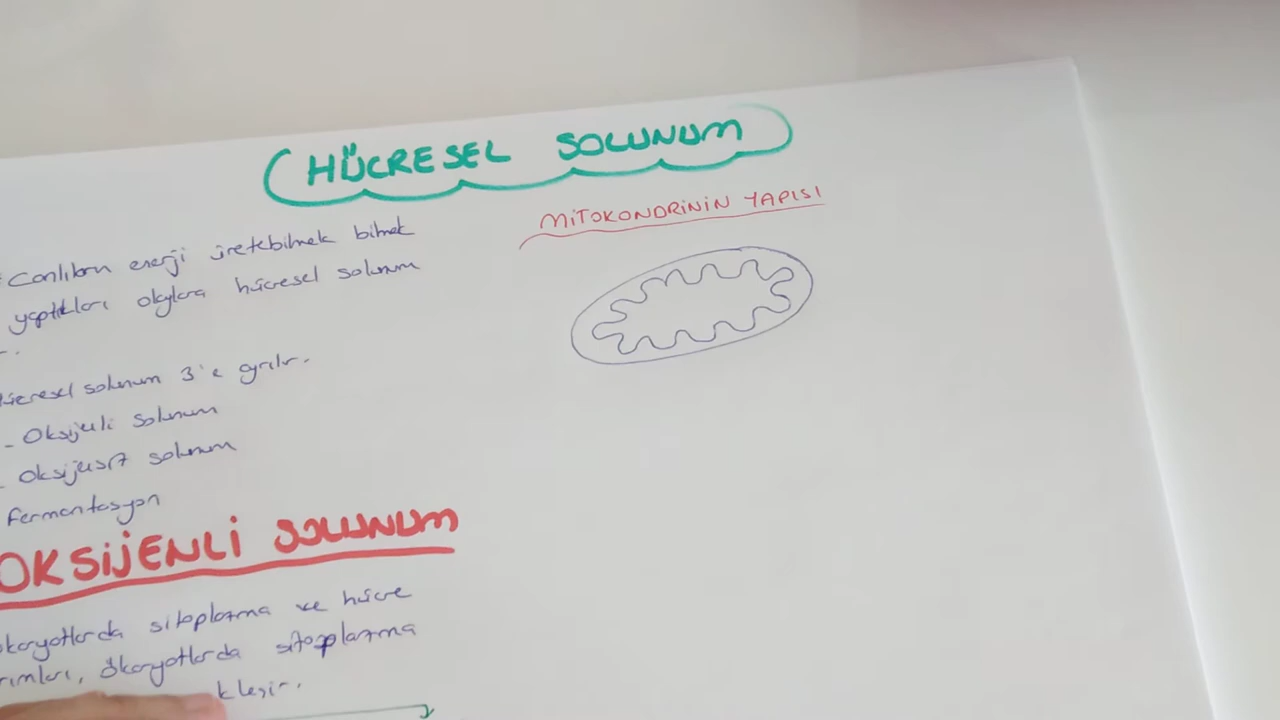 HÜCRESEL SOLUNUM
MİTOKONDRİNİN YAPISI
Canlıların enerji üretebilmek bilmek
yaptıkları olaylara hücresel solunum
Hücresel solunum 3'e ayrılır.
- Oksijenli solunum
- Oksijensiz solunum
Fermantasyon
OKSİJENLİ SOLUNUM
sitoplazma ve hücre
ökaryotlarda sitoplazma